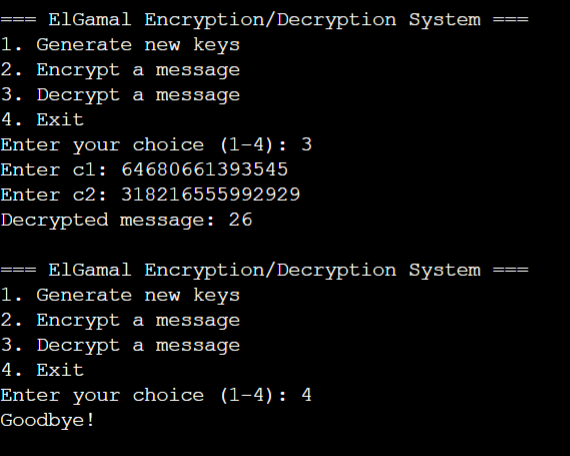 === ElGamal Encryption/Decryption System ===
1. Generate new keys
2. Encrypt a message
3. Decrypt a message
4. Exit
Enter your choice (1-4): 3
Enter c1: 64680661393545
Enter c2: 318216555992929
Decrypted message: 26
=== ElGamal Encryption/Decryption System ===
1. Generate new keys
2. Encrypt a message
3. Decrypt a message
4. Exit
Enter your choice (1-4): 4
Goodbye!